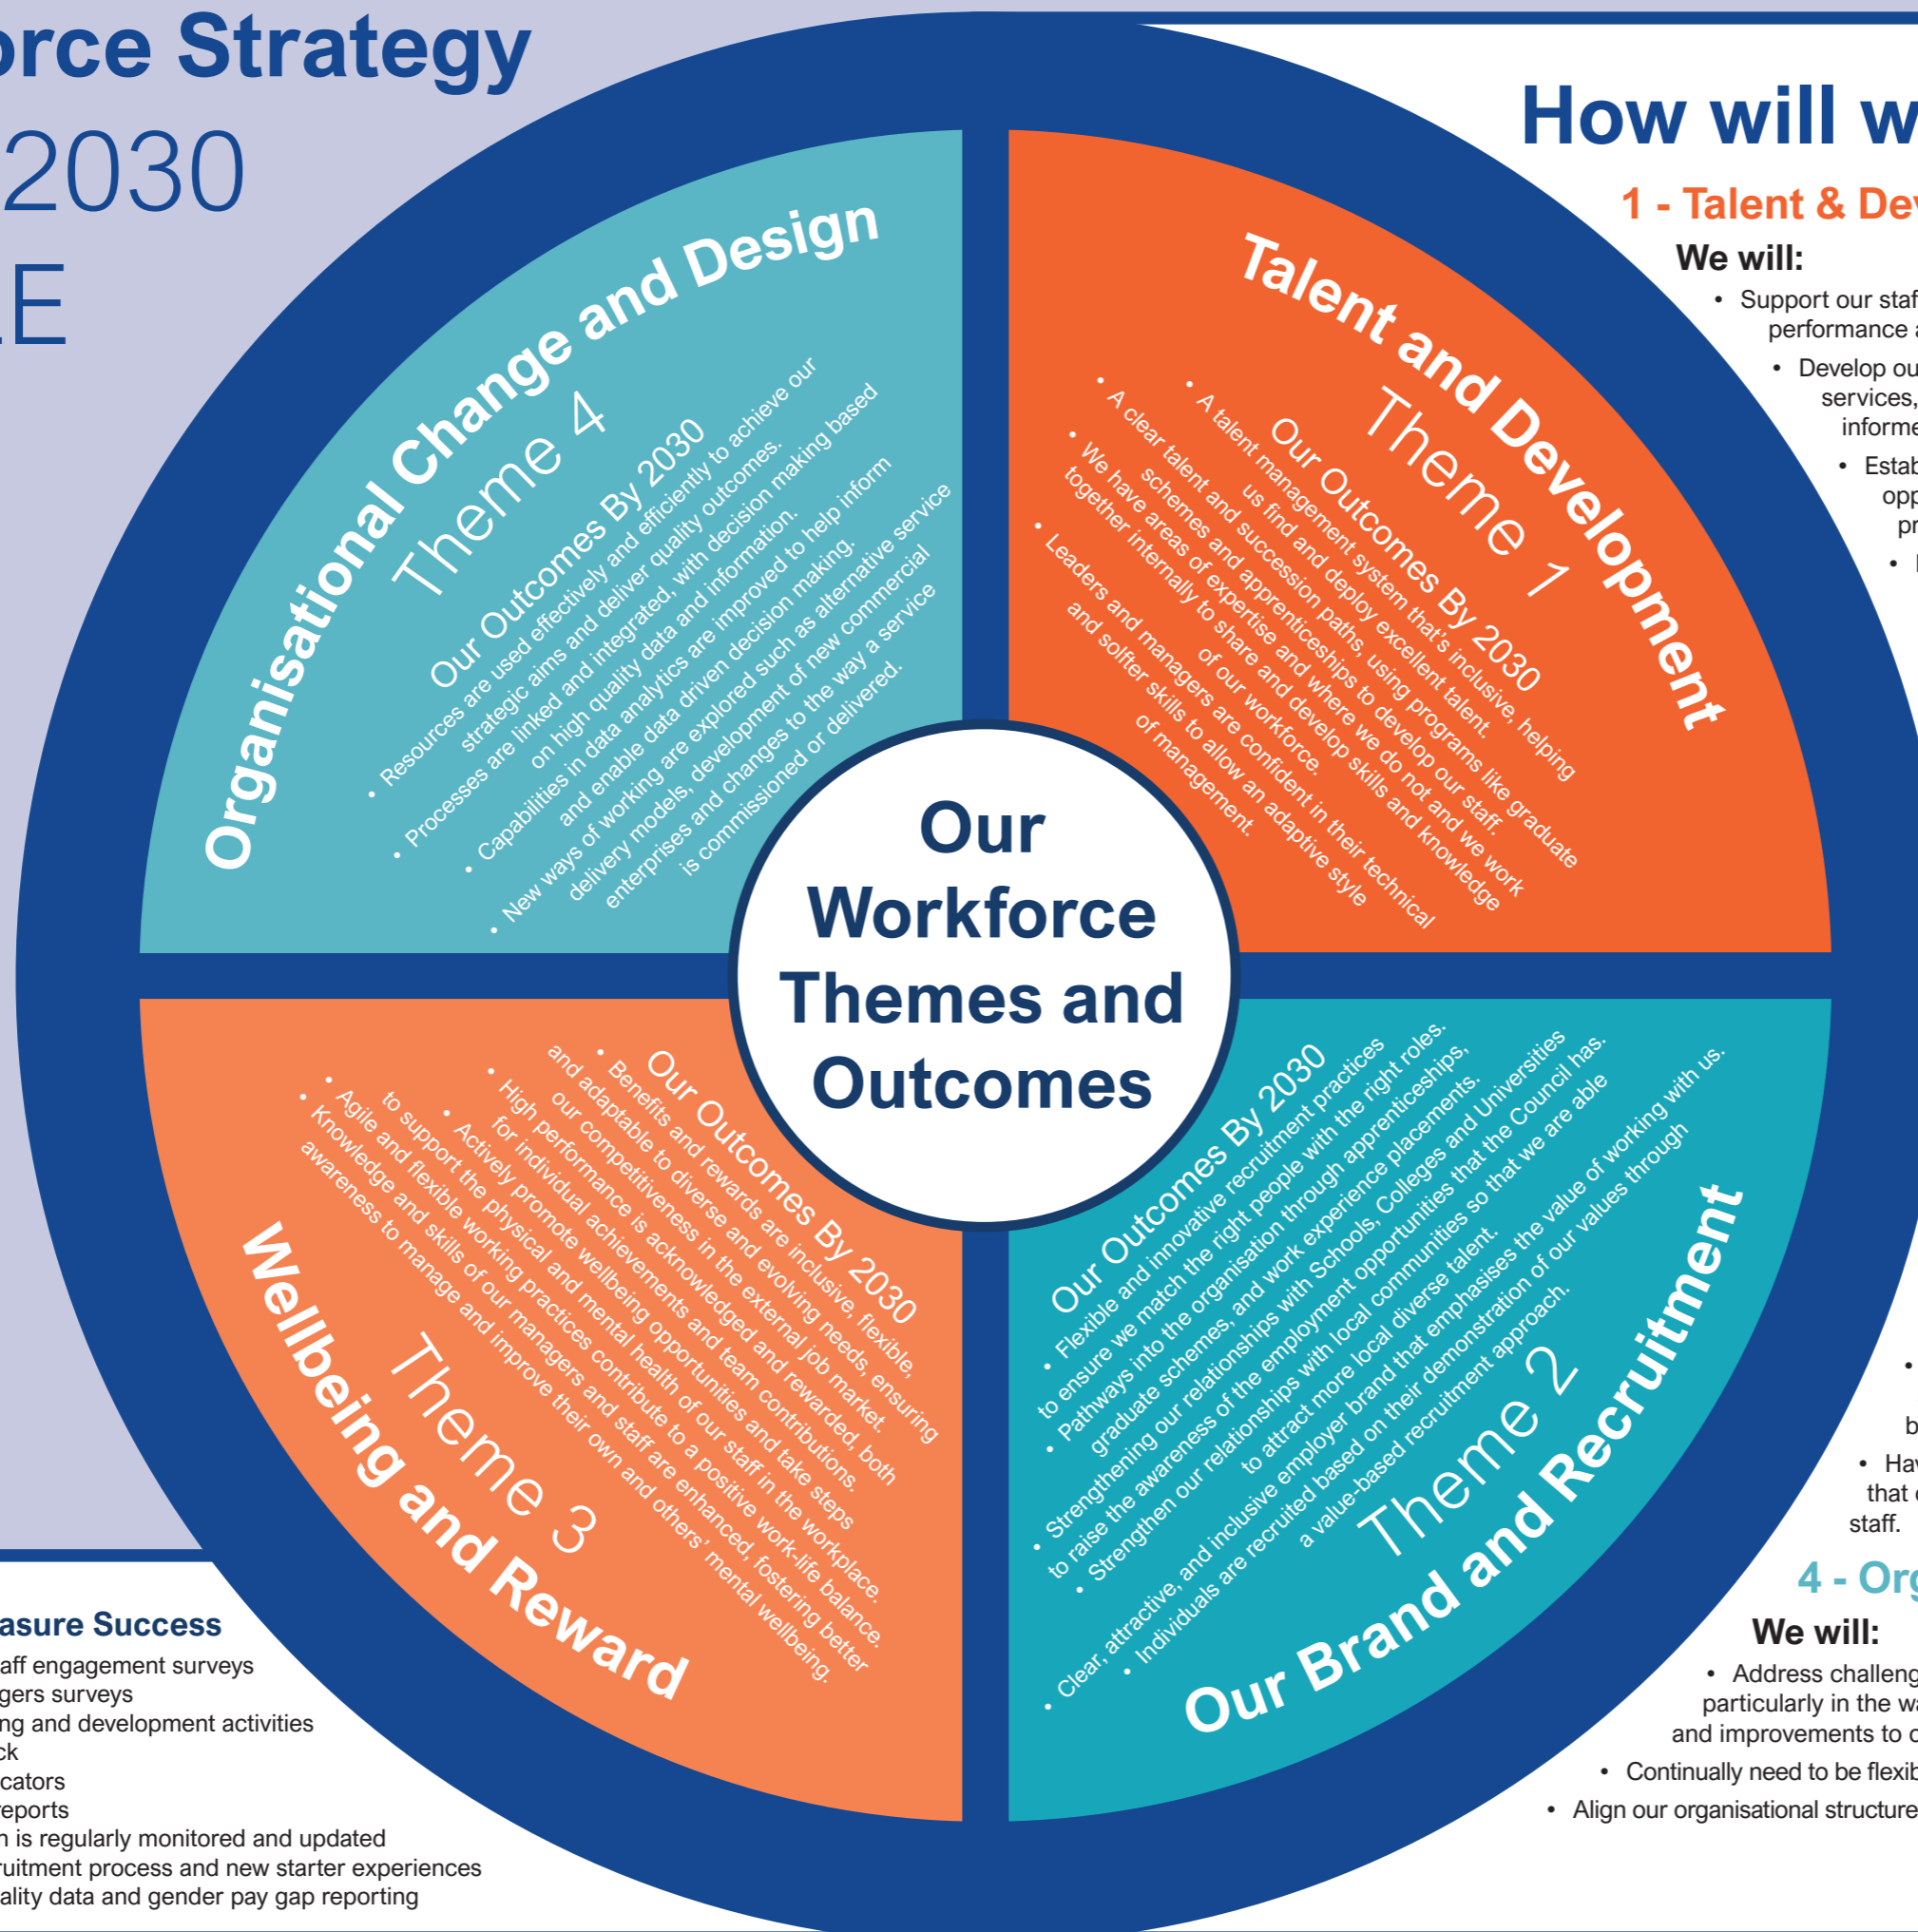 orce Strategy
2030
E
Organisational Change and Design
Theme 4
Our Outcomes By 2030
• Resources are used effectively and efficiently to achieve our
strategic aims and deliver quality outcomes.
• Processes are linked and integrated, with decision making based
on high quality data and information.
• Capabilities in data analytics are improved to help inform
and enable data driven decision making.
• New ways of working are explored such as alternative service
delivery models, development of new commercial
enterprises and changes to the way a service
is commissioned or delivered.
Talent and Development
Theme 1
Our Outcomes By 2030
• A talent management system that's inclusive, helping
us find and deploy excellent talent.
• A clear talent and succession paths, using programs like graduate
schemes and apprenticeships to develop our staff.
• We have areas of expertise and where we do not and we work
together internally to share and develop skills and knowledge
of our workforce.
• Leaders and managers are confident in their technical
and solfter skills to allow an adaptive style
of management.
Our
Workforce
Themes and
Outcomes
Our Outcomes By 2030
• Benefits and rewards are inclusive, flexible,
and adaptable to diverse and evolving needs, ensuring
our competitiveness in the external job market.
• High performance is acknowledged and rewarded, both
for individual achievements and team contributions.
• Actively promote wellbeing opportunities and take steps
to support the physical and mental health of our staff in the workplace.
• Agile and flexible working practices contribute to a positive work-life balance.
• Knowledge and skills of our managers and staff are enhanced, fostering better
awareness to manage and improve their own and others' mental wellbeing.
Theme 3
Wellbeing and Reward
Our Outcomes By 2030
• Flexible and innovative recruitment practices
to ensure we match the right people with the right roles.
• Pathways into the organisation through apprenticeships,
graduate schemes, and work experience placements.
• Strengthening our relationships with Schools, Colleges and Universities
to raise the awareness of the employment opportunities that the Council has.
• Strengthen our relationships with local communities so that we are able
to attract more local diverse talent.
• Clear, attractive, and inclusive employer brand that emphasises the value of working with us.
• Individuals are recruited based on their demonstration of our values through
a value-based recruitment approach.
Theme 2
Our Brand and Recruitment
How will w
1 - Talent & Dev
We will:
• Support our staf
performance a
• Develop ou
services,
informe
• Estab
opp
pr
•
•
b
• Hav
that
staff.
4 - Org
We will:
• Address challeng
particularly in the wa
and improvements to o
• Continually need to be flexib
• Align our organisational structure
asure Success
aff engagement surveys
gers surveys
ng and development activities
ck
cators
reports
n is regularly monitored and updated
ruitment process and new starter experiences
ality data and gender pay gap reporting